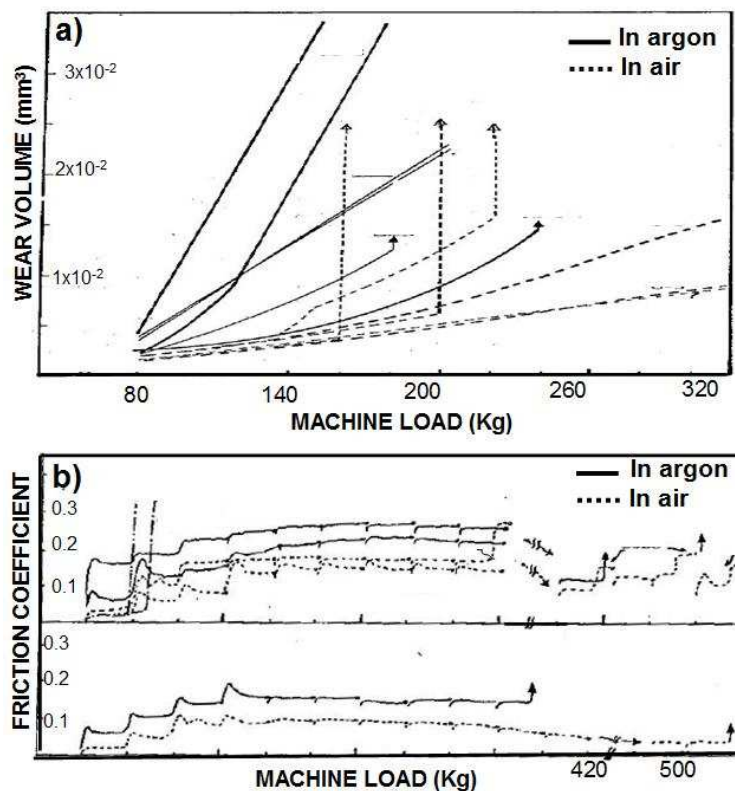 a)
In argon
In air
WEAR VOLUME (mm³)
3x10⁻²
2x10⁻²
1x10⁻²
80 140 200 260 320
MACHINE LOAD (Kg)
b)
In argon
In air
FRICTION COEFFICIENT
0.3
0.2
0.1
0.3
0.2
0.1
420 500
MACHINE LOAD (Kg)